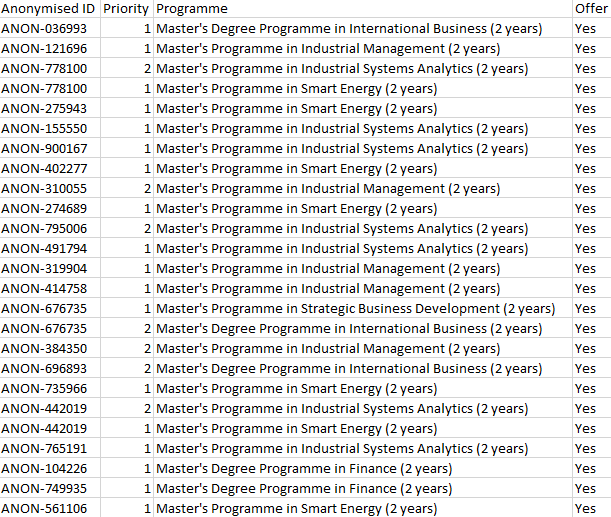 Anonymised ID Priority Programme Offer
ANON-036993 1 Master's Degree Programme in International Business (2 years) Yes
ANON-121696 1 Master's Programme in Industrial Management (2 years) Yes
ANON-778100 2 Master's Programme in Industrial Systems Analytics (2 years) Yes
ANON-778100 1 Master's Programme in Smart Energy (2 years) Yes
ANON-275943 1 Master's Programme in Smart Energy (2 years) Yes
ANON-155550 1 Master's Programme in Industrial Systems Analytics (2 years) Yes
ANON-900167 1 Master's Programme in Industrial Systems Analytics (2 years) Yes
ANON-402277 1 Master's Programme in Smart Energy (2 years) Yes
ANON-310055 2 Master's Programme in Industrial Management (2 years) Yes
ANON-274689 1 Master's Programme in Smart Energy (2 years) Yes
ANON-795006 2 Master's Programme in Industrial Systems Analytics (2 years) Yes
ANON-491794 1 Master's Programme in Industrial Systems Analytics (2 years) Yes
ANON-319904 1 Master's Programme in Industrial Management (2 years) Yes
ANON-414758 1 Master's Programme in Industrial Management (2 years) Yes
ANON-676735 1 Master's Programme in Strategic Business Development (2 years) Yes
ANON-676735 2 Master's Degree Programme in International Business (2 years) Yes
ANON-384350 2 Master's Programme in Industrial Management (2 years) Yes
ANON-696893 2 Master's Degree Programme in International Business (2 years) Yes
ANON-735966 1 Master's Programme in Smart Energy (2 years) Yes
ANON-442019 2 Master's Programme in Industrial Systems Analytics (2 years) Yes
ANON-442019 1 Master's Programme in Smart Energy (2 years) Yes
ANON-765191 1 Master's Programme in Industrial Systems Analytics (2 years) Yes
ANON-104226 1 Master's Degree Programme in Finance (2 years) Yes
ANON-749935 1 Master's Degree Programme in Finance (2 years) Yes
ANON-561106 1 Master's Programme in Smart Energy (2 years) Yes